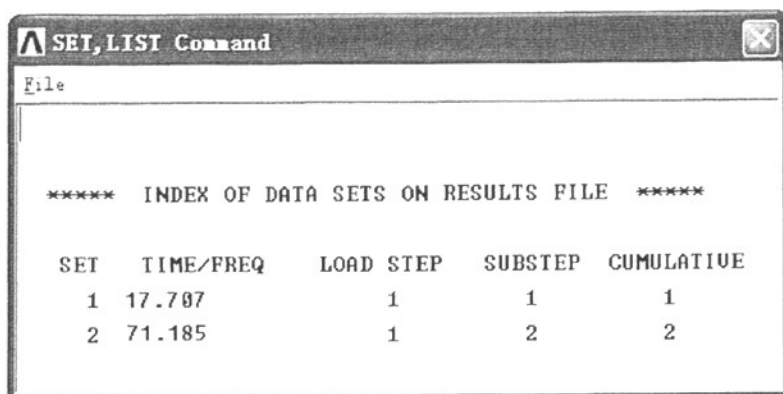 SET,LIST Command
File
***** INDEX OF DATA SETS ON RESULTS FILE *****
SET TIME/FREQ LOAD STEP SUBSTEP CUMULATIVE
1 17.707 1 1 1
2 71.185 1 2 2